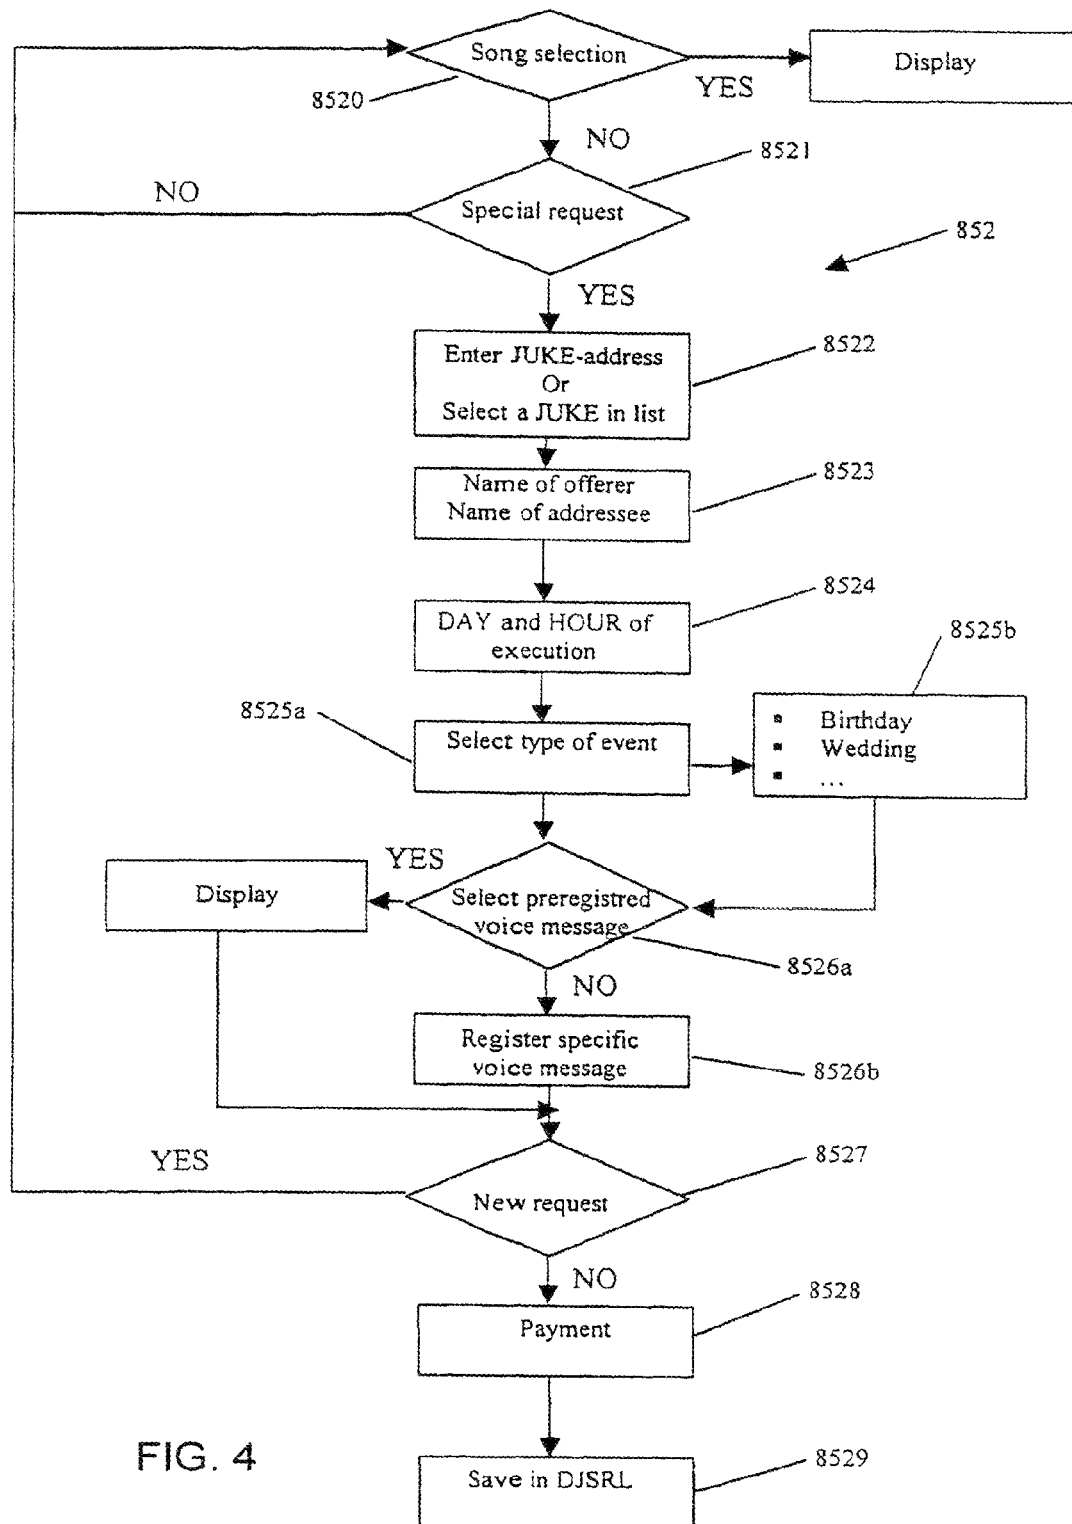 Song selection
Display
YES
8520
NO
8521
NO
Special request
852
YES
8522
Enter JUKE-address
Or
Select a JUKE in list
8523
Name of offerer
Name of addressee
8524
DAY and HOUR of
execution
8525b
8525a
Select type of event
▪ Birthday
▪ Wedding
▪ ...
YES
Display
Select preregistred
voice message
8526a
NO
Register specific
voice message
8526b
YES
8527
New request
NO
8528
Payment
FIG. 4
8529
Save in DJSRL